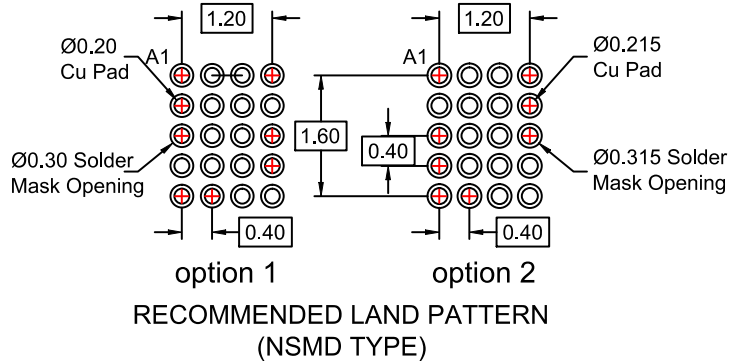 1.20
Ø0.20
Cu Pad
A1
Ø0.30 Solder
Mask Opening
0.40
option 1
1.60
1.20
A1
Ø0.215
Cu Pad
0.40
Ø0.315 Solder
Mask Opening
0.40
option 2
RECOMMENDED LAND PATTERN
(NSMD TYPE)